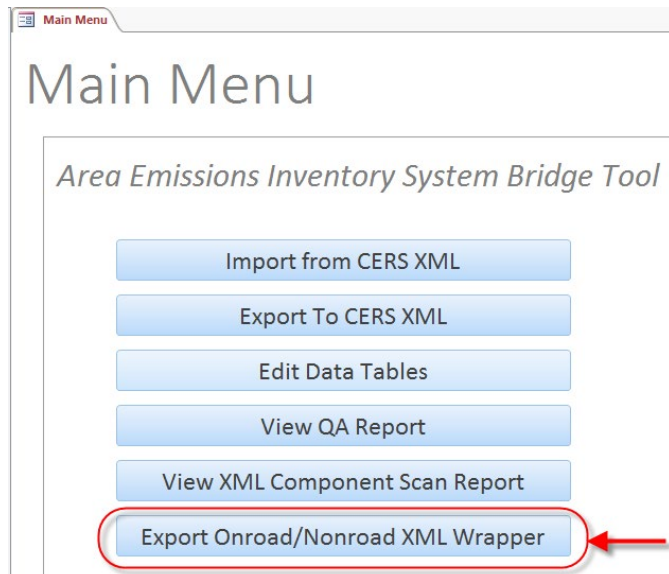 Main Menu
Main Menu
Area Emissions Inventory System Bridge Tool
Import from CERS XML
Export To CERS XML
Edit Data Tables
View QA Report
View XML Component Scan Report
Export Onroad/Nonroad XML Wrapper